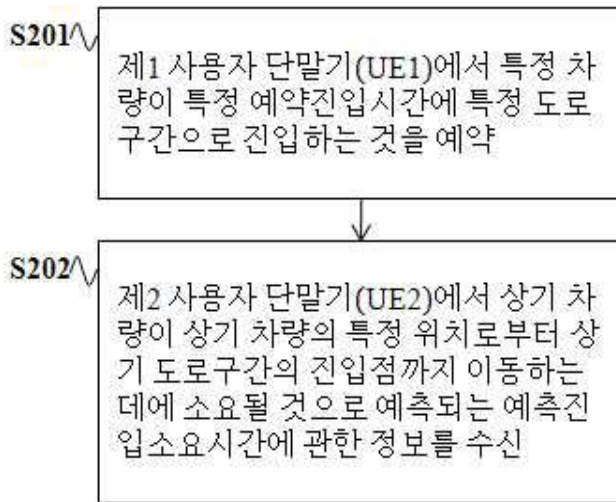 S201
제1 사용자 단말기(UE1)에서 특정 차
량이 특정 예약진입시간에 특정 도로
구간으로 진입하는 것을 예약
S202
제2 사용자 단말기(UE2)에서 상기 차
량이 상기 차량의 특정 위치로부터 상
기 도로구간의 진입점까지 이동하는
데에 소요될 것으로 예측되는 예측진
입소요시간에 관한 정보를 수신